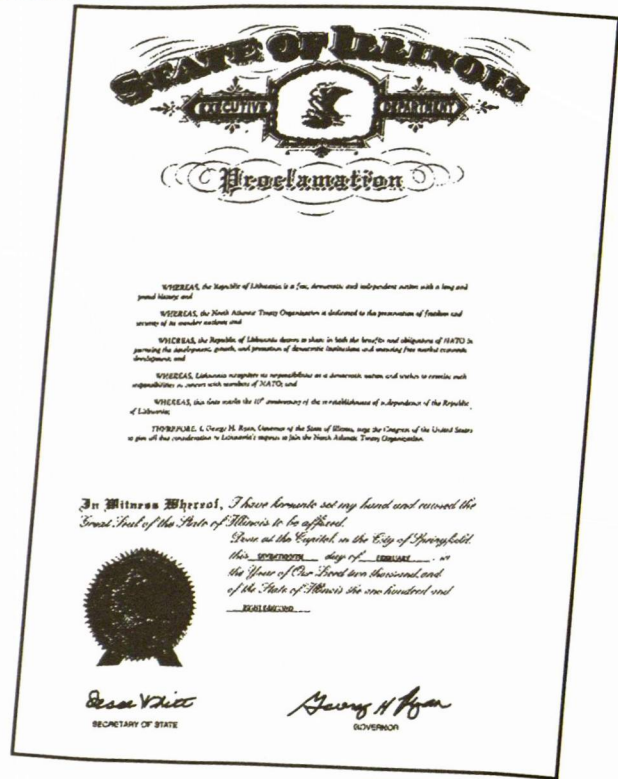 STATE OF ILLINOIS
EXECUTIVE DEPARTMENT
Proclamation
WHEREAS, the Republic of Lithuania is a free, democratic and independent nation with a long and
proud history; and
WHEREAS, the North Atlantic Treaty Organization is dedicated to the preservation of freedom and
security of its member nations; and
WHEREAS, the Republic of Lithuania desires to share in both the benefits and obligations of NATO in
pursuing the development, growth, and promotion of democratic institutions and ensuring free market economic
development; and
WHEREAS, Lithuania recognizes its responsibilities as a democratic nation and wishes to exercise such
responsibilities in concert with members of NATO; and
WHEREAS, this date marks the 10th anniversary of the re-establishment of independence of the Republic
of Lithuania;
THEREFORE, I, George H. Ryan, Governor of the State of Illinois, urge the Congress of the United States
to give all due consideration to Lithuania's request to join the North Atlantic Treaty Organization.
In Witness Whereof, I have hereunto set my hand and caused the
Great Seal of the State of Illinois to be affixed.
Done at the Capitol, in the City of Springfield,
this SEVENTEENTH day of FEBRUARY, in
the Year of Our Lord two thousand, and
of the State of Illinois the one hundred and
Jesse White
SECRETARY OF STATE
George H Ryan
GOVERNOR